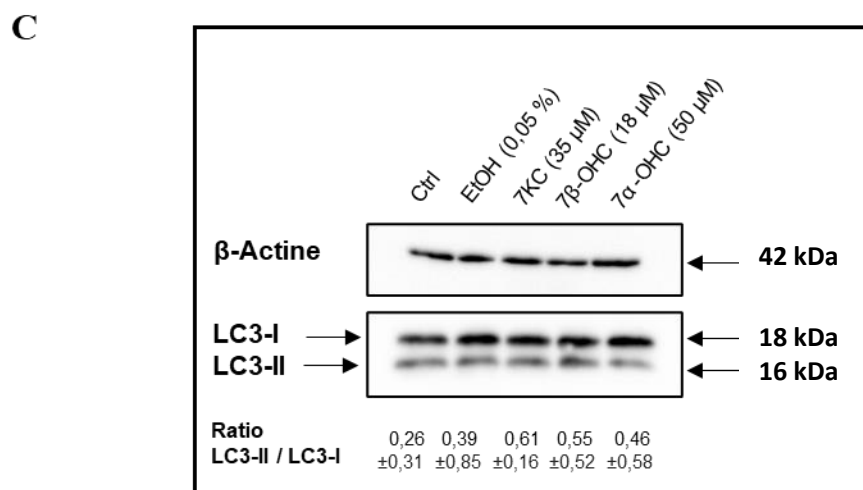 C
Ctrl
EtOH (0,05 %)
7KC (35 µM)
7β-OHC (18 µM)
7α-OHC (50 µM)
β-Actine
42 kDa
LC3-I
18 kDa
LC3-II
16 kDa
Ratio
LC3-II / LC3-I
0,26 0,39 0,61 0,55 0,46
±0,31 ±0,85 ±0,16 ±0,52 ±0,58